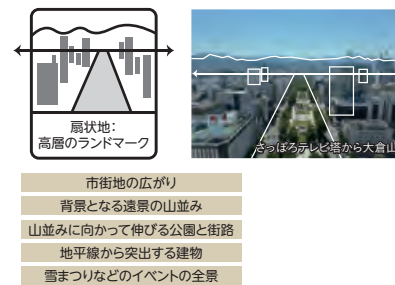 扇状地:
高層のランドマーク
さっぽろテレビ塔から大倉山
市街地の広がり
背景となる遠景の山並み
山並みに向かって伸びる公園と街路
地平線から突出する建物
雪まつりなどのイベントの全景